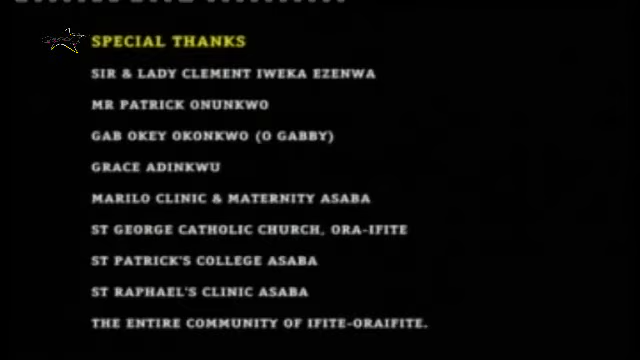 SPECIAL THANKS
SIR & LADY CLEMENT IWEKA EZENWA
MR PATRICK ONUNKWO
GAB OKEY OKONKWO (O GABBY)
GRACE ADINKWU
MARILO CLINIC & MATERNITY ASABA
ST GEORGE CATHOLIC CHURCH, ORA-IFITE
ST PATRICK'S COLLEGE ASABA
ST RAPHAEL'S CLINIC ASABA
THE ENTIRE COMMUNITY OF IFITE-ORAIFITE.